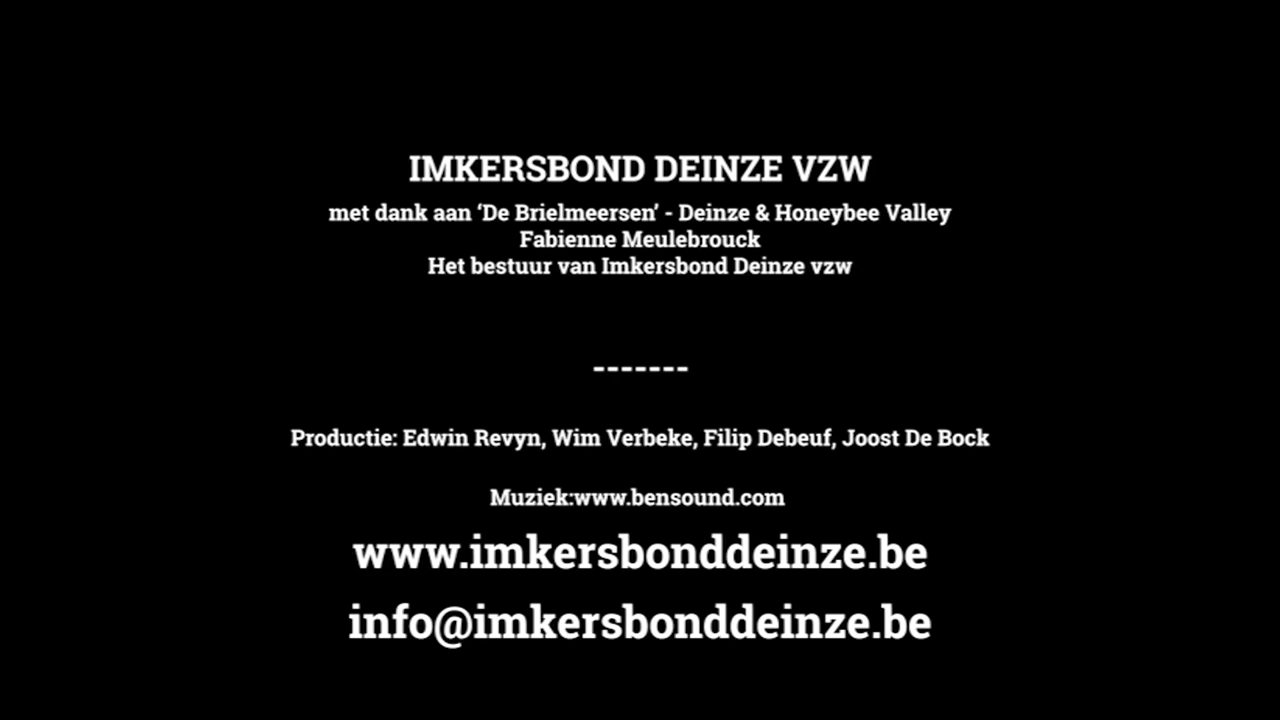 IMKERSBOND DEINZE VZW
met dank aan ‘De Brielmeersen’ - Deinze & Honeybee Valley
Fabienne Meulebrouck
Het bestuur van Imkersbond Deinze vzw
-------
Productie: Edwin Revyn, Wim Verbeke, Filip Debeuf, Joost De Bock
Muziek:www.bensound.com
www.imkersbonddeinze.be
info@imkersbonddeinze.be